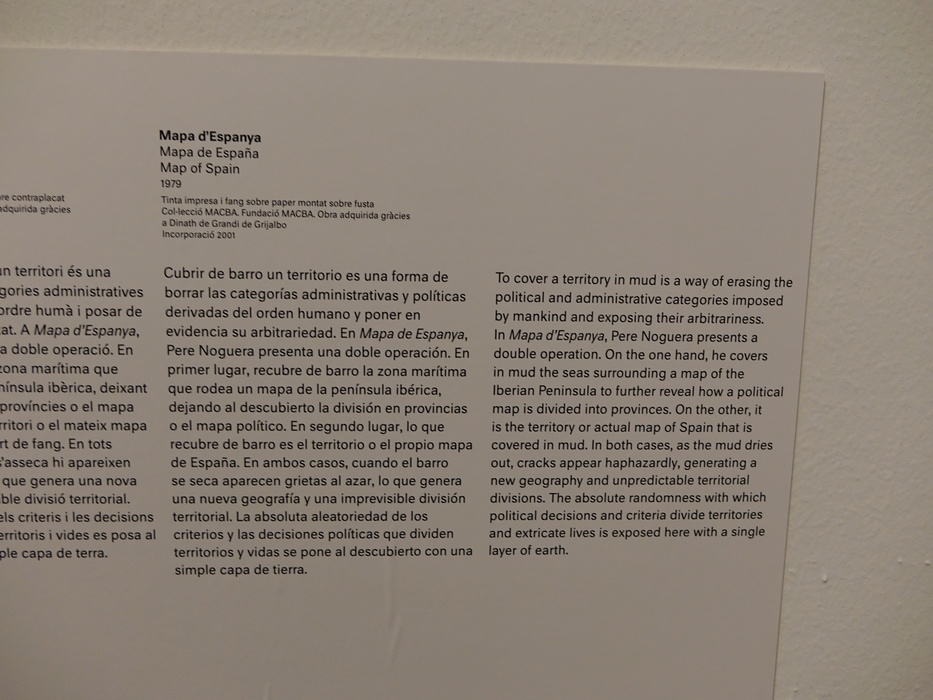 Mapa d'Espanya
Mapa de España
Map of Spain
1979
re contraplacat
adquirida gràcies
Tinta impresa i fang sobre paper montat sobre fusta
Col·lecció MACBA. Fundació MACBA. Obra adquirida gràcies
a Dinath de Grandi de Grijalbo
Incorporació 2001
un territori és una
gories administratives
ordre humà i posar de
tat. A Mapa d'Espanya,
a doble operació. En
zona marítima que
nínsula ibèrica, deixant
províncies o el mapa
rritori o el mateix mapa
rt de fang. En tots
s'asseca hi apareixen
que genera una nova
ble divisió territorial.
els criteris i les decisions
erritoris i vides es posa al
ple capa de terra.
Cubrir de barro un territorio es una forma de
borrar las categorías administrativas y políticas
derivadas del orden humano y poner en
evidencia su arbitrariedad. En Mapa de Espanya,
Pere Noguera presenta una doble operación. En
primer lugar, recubre de barro la zona marítima
que rodea un mapa de la península ibérica,
dejando al descubierto la división en provincias
o el mapa político. En segundo lugar, lo que
recubre de barro es el territorio o el propio mapa
de España. En ambos casos, cuando el barro
se seca aparecen grietas al azar, lo que genera
una nueva geografía y una imprevisible división
territorial. La absoluta aleatoriedad de los
criterios y las decisiones políticas que dividen
territorios y vidas se pone al descubierto con una
simple capa de tierra.
To cover a territory in mud is a way of erasing the
political and administrative categories imposed
by mankind and exposing their arbitrariness.
In Mapa d'Espanya, Pere Noguera presents a
double operation. On the one hand, he covers
in mud the seas surrounding a map of the
Iberian Peninsula to further reveal how a political
map is divided into provinces. On the other, it
is the territory or actual map of Spain that is
covered in mud. In both cases, as the mud dries
out, cracks appear haphazardly, generating a
new geography and unpredictable territorial
divisions. The absolute randomness with which
political decisions and criteria divide territories
and extricate lives is exposed here with a single
layer of earth.